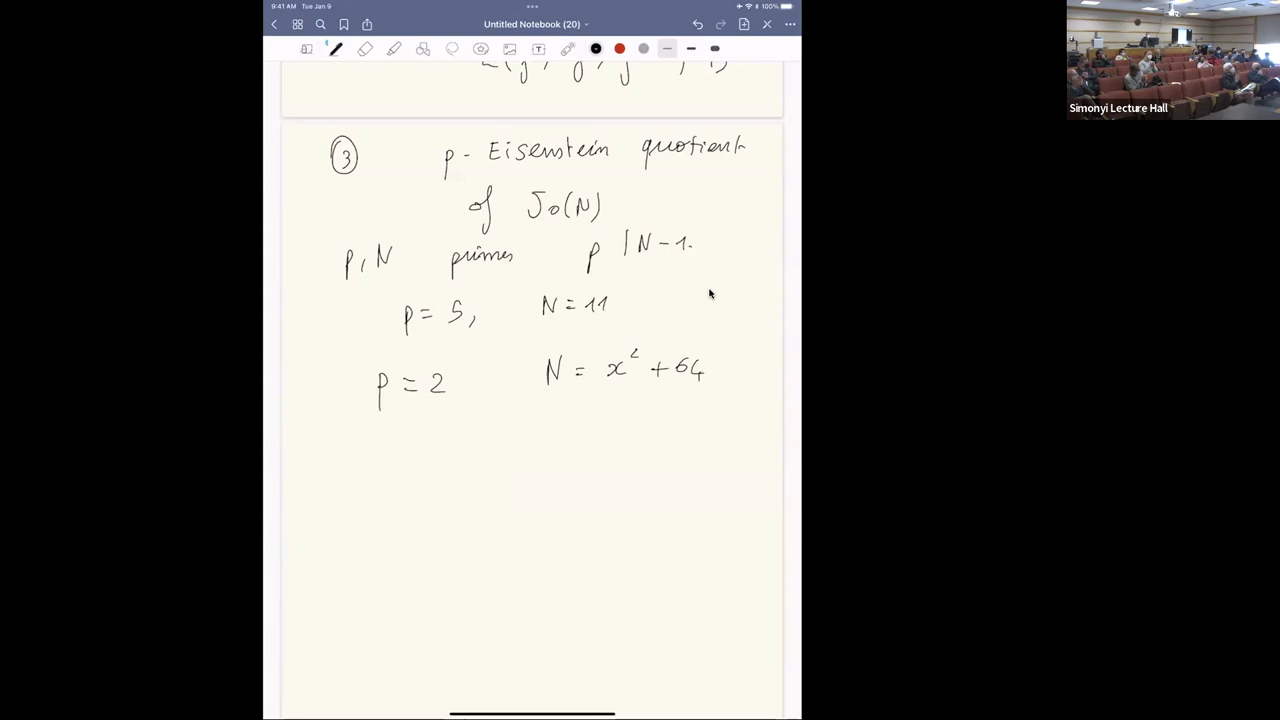 9:41 AM Tue Jan 9
100%
Untitled Notebook (20)
Simonyi Lecture Hall
③ p - Eisenstein quotient
of J₀(N)
p, N primes p | N - 1.
p = 5, N = 11
p = 2 N = x² + 64